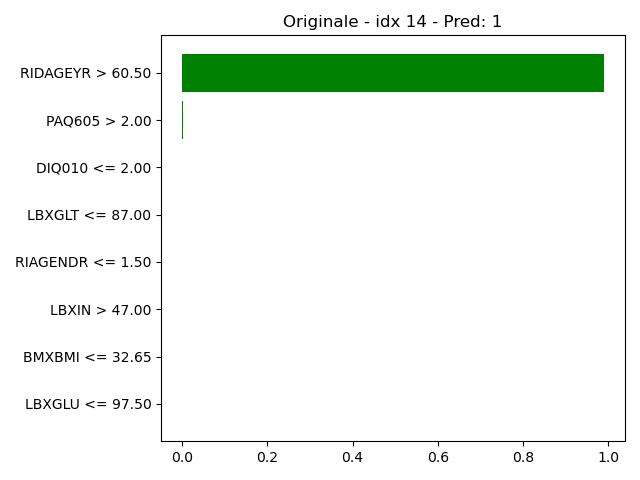 Originale - idx 14 - Pred: 1
RIDAGEYR > 60.50
PAQ605 > 2.00
DIQ010 <= 2.00
LBXGLT <= 87.00
RIAGENDR <= 1.50
LBXIN > 47.00
BMXBMI <= 32.65
LBXGLU <= 97.50
0.0 0.2 0.4 0.6 0.8 1.0